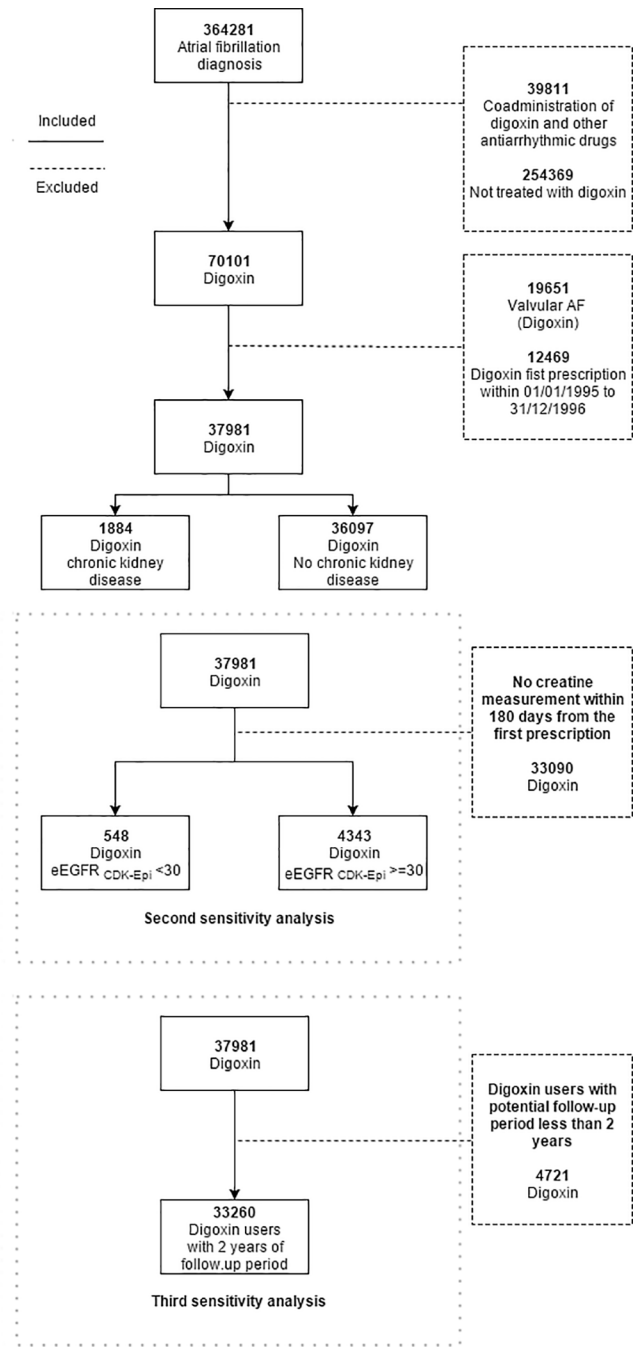 364281
Atrial fibrillation
diagnosis
Included
Excluded
39811
Coadministration of
digoxin and other
antiarrhythmic drugs
254369
Not treated with digoxin
70101
Digoxin
19651
Valvular AF
(Digoxin)
12469
Digoxin fist prescription
within 01/01/1995 to
31/12/1996
37981
Digoxin
1884
Digoxin
chronic kidney
disease
36097
Digoxin
No chronic kidney
disease
37981
Digoxin
No creatine
measurement within
180 days from the
first prescription
33090
Digoxin
548
Digoxin
eEGFR CDK-Epi <30
4343
Digoxin
eEGFR CDK-Epi >=30
Second sensitivity analysis
37981
Digoxin
Digoxin users with
potential follow-up
period less than 2
years
4721
Digoxin
33260
Digoxin users
with 2 years of
follow.up period
Third sensitivity analysis